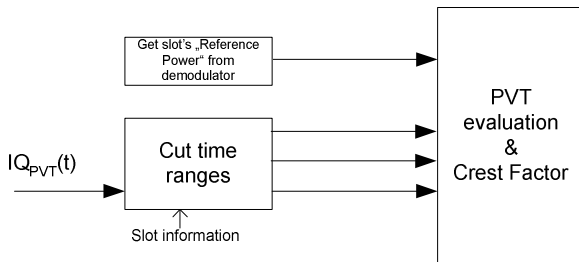 Get slot's „Reference
Power“ from
demodulator
PVT
evaluation
&
Crest Factor
Cut time
ranges
IQPVT(t)
Slot information